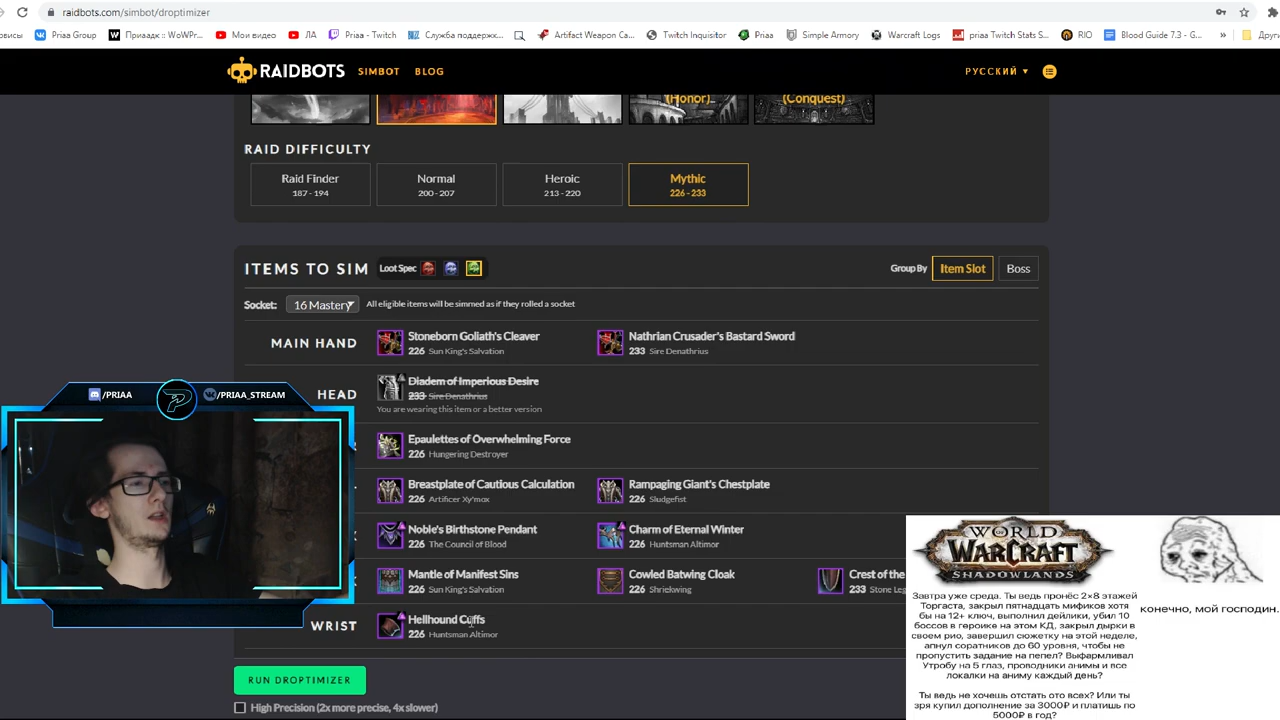 raidbots.com/simbot/droptimizer
рвисы
Priaa Group
Приаадк :: WoWPr...
Мои видео
ЛА
Priaa - Twitch
Служба поддержк...
Artifact Weapon Ca...
Twitch Inquisitor
Priaa
Simple Armory
Warcraft Logs
priaa Twitch Stats S...
RIO
Blood Guide 7.3 - G...
»
Други
RAIDBOTS
SIMBOT
BLOG
РУССКИЙ
(Honor)
(Conquest)
RAID DIFFICULTY
Raid Finder
187 - 194
Normal
200 - 207
Heroic
213 - 220
Mythic
226 - 233
ITEMS TO SIM
Loot Spec
Group By
Item Slot
Boss
Socket:
16 Mastery
All eligible items will be simmed as if they rolled a socket
MAIN HAND
Stoneborn Goliath's Cleaver
226 Sun King's Salvation
Nathrian Crusader's Bastard Sword
233 Sire Denathrius
HEAD
Diadem of Imperious Desire
233 Sire Denathrius
You are wearing this item or a better version
Epaulettes of Overwhelming Force
226 Hungering Destroyer
Breastplate of Cautious Calculation
226 Artificer Xy'mox
Rampaging Giant's Chestplate
226 Sludgefist
Noble's Birthstone Pendant
226 The Council of Blood
Charm of Eternal Winter
226 Huntsman Altimor
Mantle of Manifest Sins
226 Sun King's Salvation
Cowled Batwing Cloak
226 Shriekwing
Crest of the
233 Stone Leg
WRIST
Hellhound Cuffs
226 Huntsman Altimor
RUN DROPTIMIZER
High Precision (2x more precise, 4x slower)
/PRIAA
/PRIAA_STREAM
WORLD
WARCRAFT
SHADOWLANDS
Завтра уже среда. Ты ведь пронёс 2×8 этажей
Торгаста, закрыл пятнадцать мификов хотя
бы на 12+ ключ, выполнил дейлики, убил 10
боссов в героике на этом КД, закрыл дырки в
своем рио, завершил сюжетку на этой неделе,
апнул соратников до 60 уровня, чтобы не
пропустить задание на пепел? Выфармливал
Утробу на 5 глаз, проводники анимы и все
локалки на аниму каждый день?
Ты ведь не хочешь отстать ото всех? Или ты
зря купил дополнение за 3000₽ и платишь по
5000₽ в год?
конечно, мой господин.